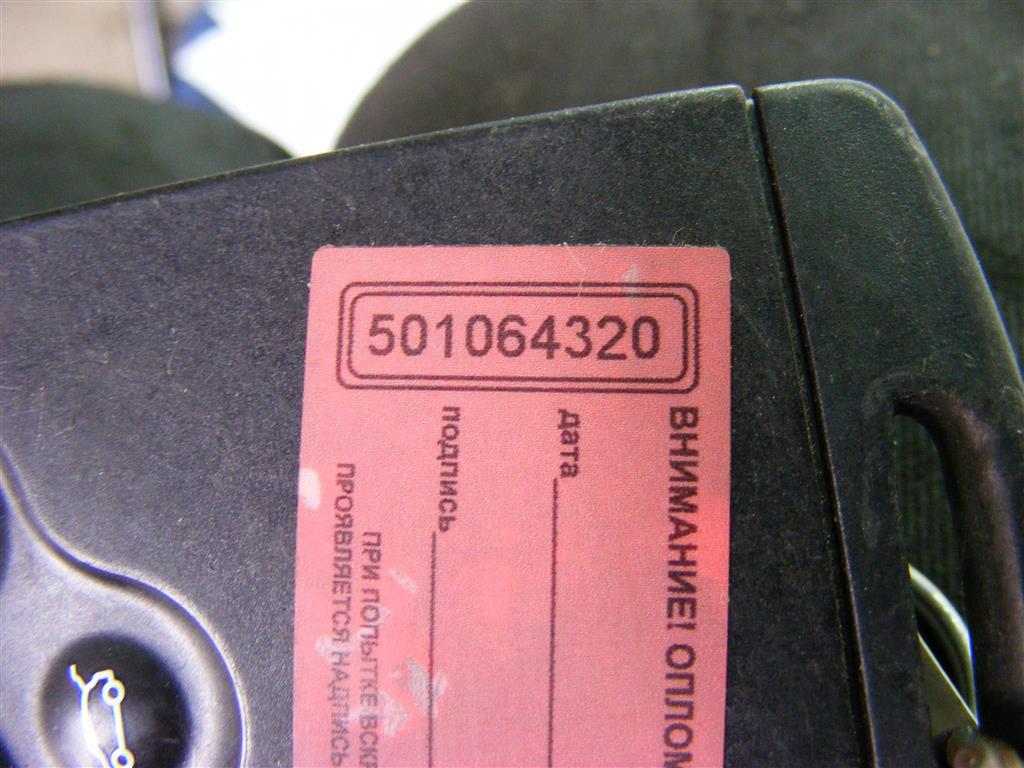 501064320
ВНИМАНИЕ! ОПЛОМ
дата
подпись
ПРИ ПОПЫТКЕ ВСКР
ПРОЯВЛЯЕТСЯ НАДПИСЬ